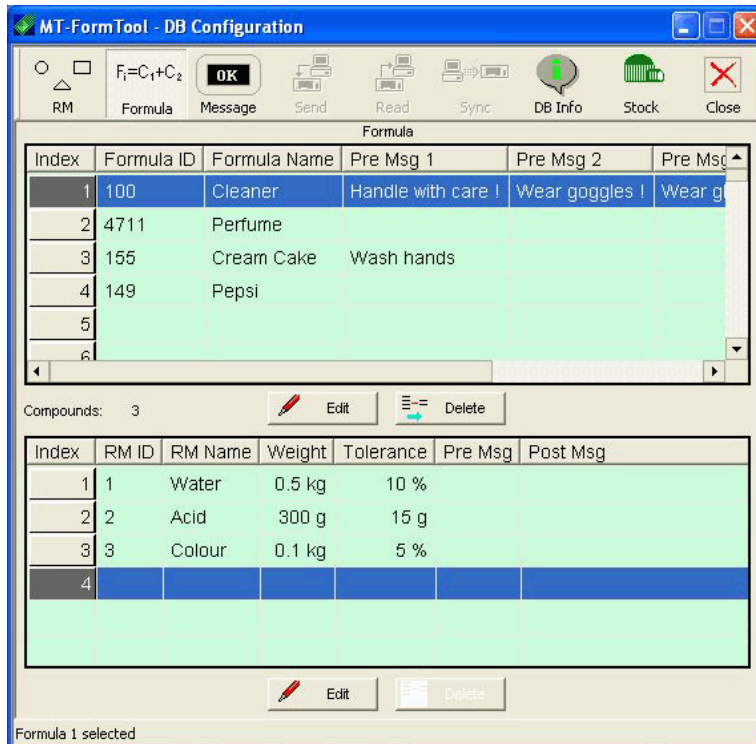 MT-FormTool - DB Configuration
Fi=C1+C2 OK
RM Formula Message Send Read Sync DB Info Stock Close
Formula
Index Formula ID Formula Name Pre Msg 1 Pre Msg 2 Pre Msg
1 100 Cleaner Handle with care ! Wear goggles ! Wear gl
2 4711 Perfume
3 155 Cream Cake Wash hands
4 149 Pepsi
5
6
Compounds: 3 Edit Delete
Index RM ID RM Name Weight Tolerance Pre Msg Post Msg
1 1 Water 0.5 kg 10 %
2 2 Acid 300 g 15 g
3 3 Colour 0.1 kg 5 %
4
Edit Delete
Formula 1 selected